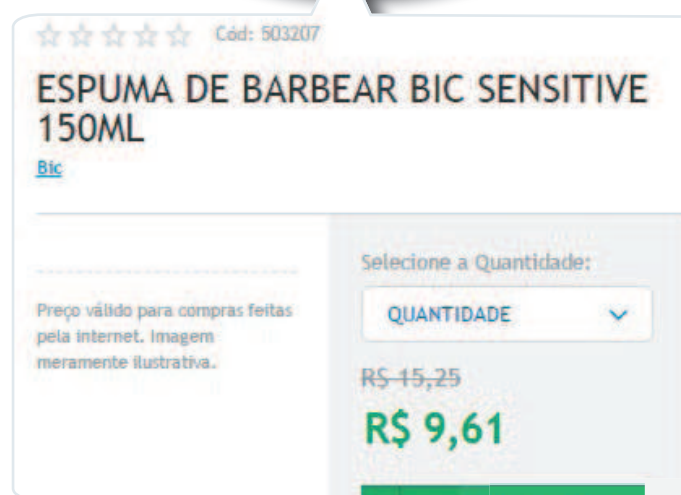 Cód: 503207
ESPUMA DE BARBEAR BIC SENSITIVE
150ML
Bic
Selecione a Quantidade:
QUANTIDADE
Preço válido para compras feitas
pela internet. Imagem
meramente ilustrativa.
R$ 15,25
R$ 9,61